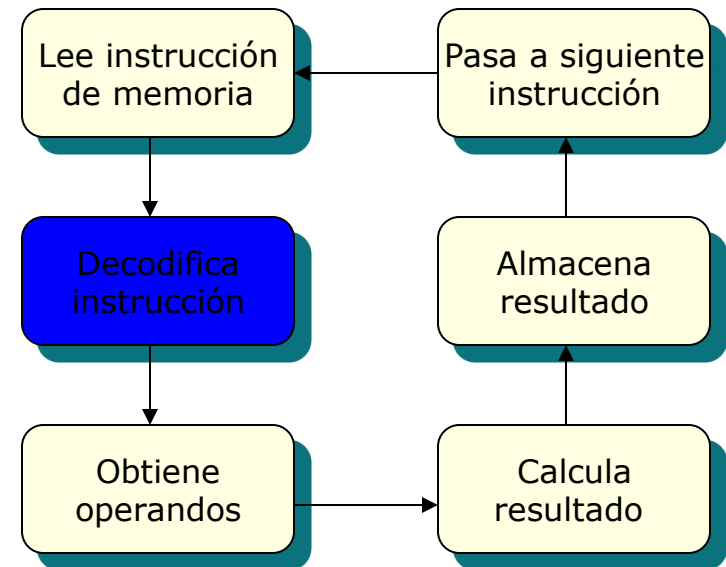 Lee instrucción
de memoria
Pasa a siguiente
instrucción
Decodifica
instrucción
Almacena
resultado
Obtiene
operandos
Calcula
resultado